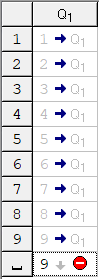 Q1
1 1 → Q1
2 2 → Q1
3 3 → Q1
4 4 → Q1
5 5 → Q1
6 6 → Q1
7 7 → Q1
8 8 → Q1
9 9 → Q1
␣ 9 ↓